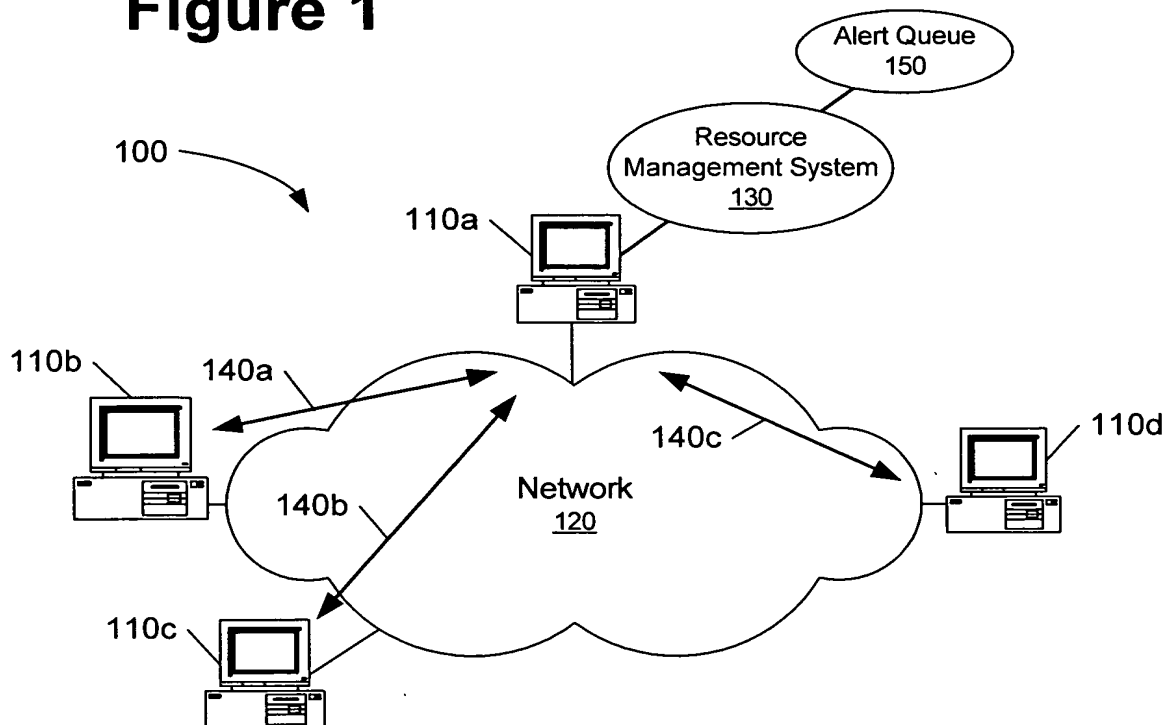 Figure 1
Alert Queue
150
Resource
Management System
130
100
110a
110b
140a
140c
110d
140b
Network
120
110c